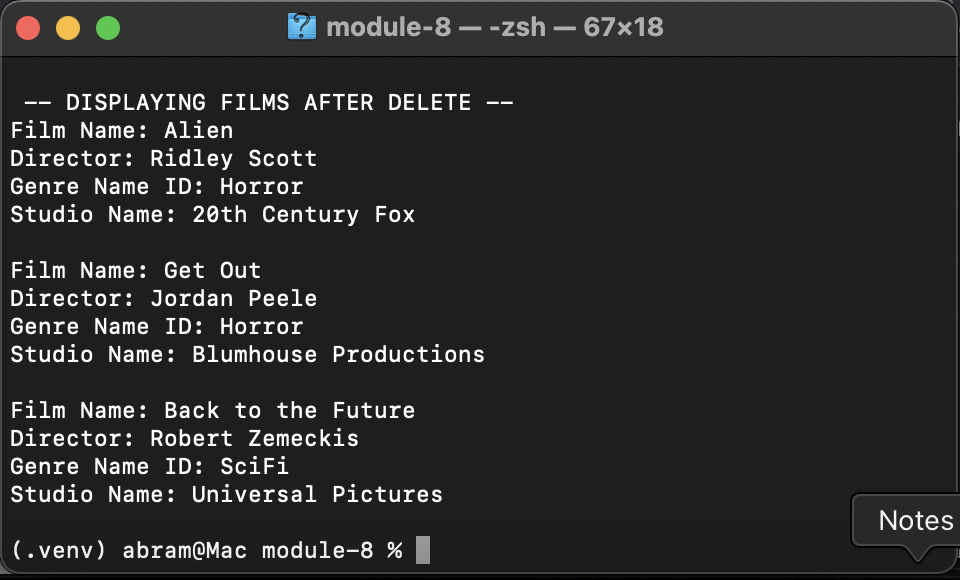 module-8 — -zsh — 67×18
-- DISPLAYING FILMS AFTER DELETE --
Film Name: Alien
Director: Ridley Scott
Genre Name ID: Horror
Studio Name: 20th Century Fox
Film Name: Get Out
Director: Jordan Peele
Genre Name ID: Horror
Studio Name: Blumhouse Productions
Film Name: Back to the Future
Director: Robert Zemeckis
Genre Name ID: SciFi
Studio Name: Universal Pictures
Notes
(.venv) abram@Mac module-8 %